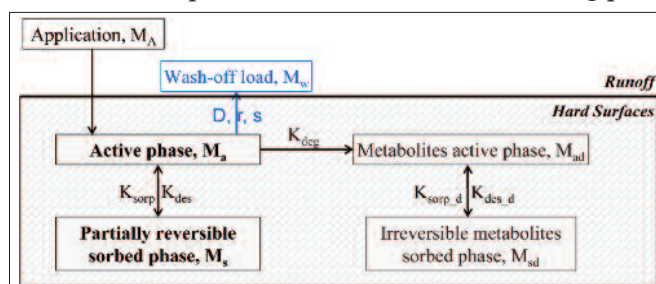 Application, M_A
Wash-off load, M_w
Runoff
D, r, s
Hard Surfaces
Active phase, M_a
K_deg
Metabolites active phase, M_ad
K_sorp K_des
K_sorp_d K_des_d
Partially reversible
sorbed phase, M_s
Irreversible metabolites
sorbed phase, M_sd